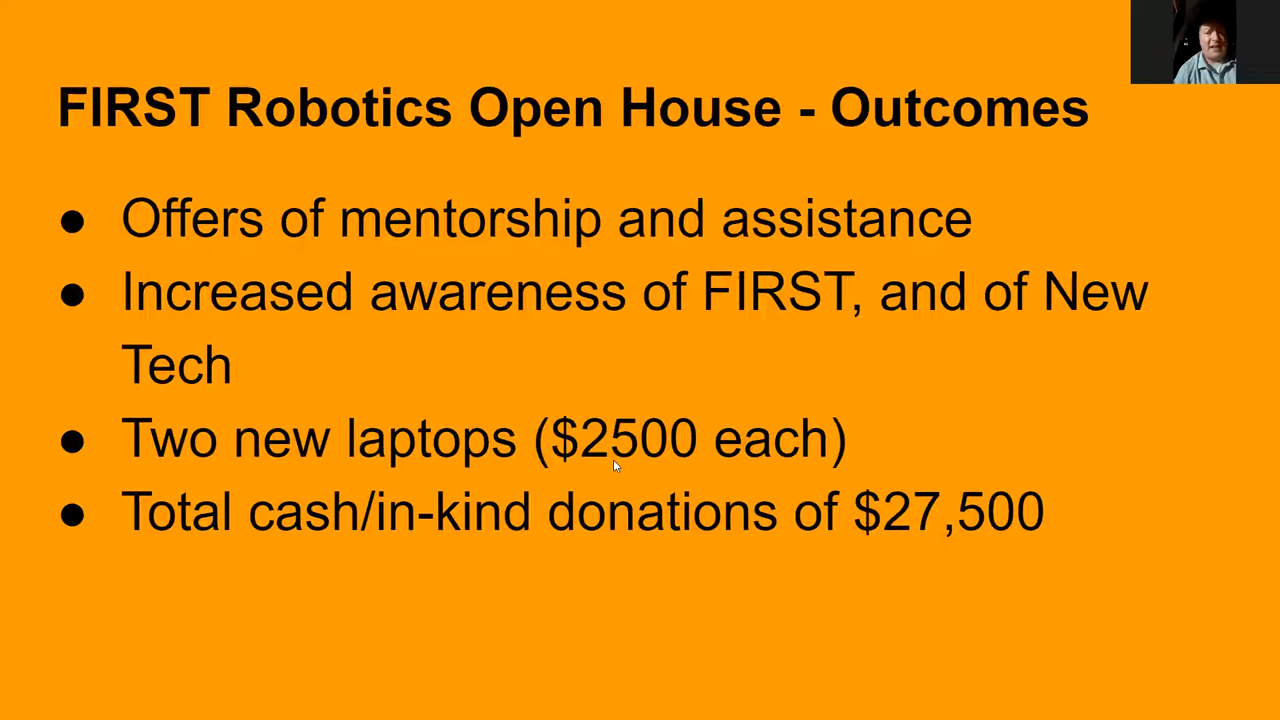 FIRST Robotics Open House - Outcomes
● Offers of mentorship and assistance
● Increased awareness of FIRST, and of New
Tech
● Two new laptops ($2500 each)
● Total cash/in-kind donations of $27,500